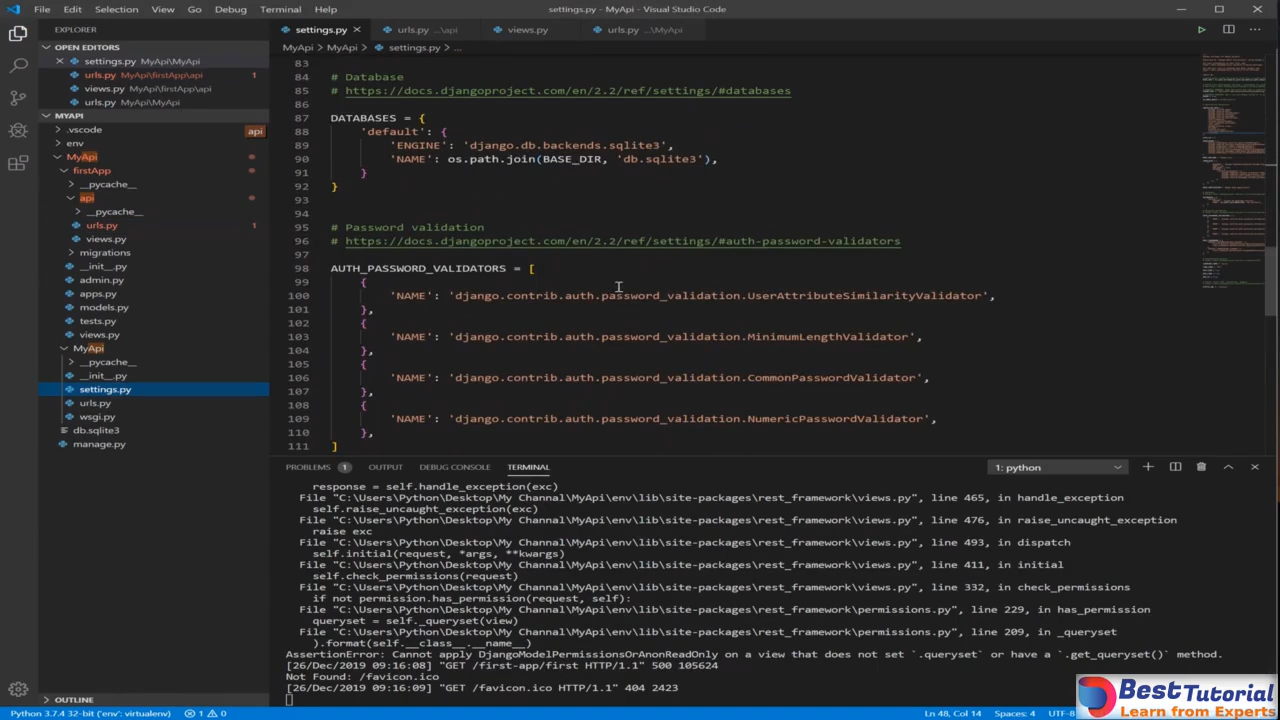 File Edit Selection View Go Debug Terminal Help
settings.py - MyApi - Visual Studio Code
EXPLORER
OPEN EDITORS
settings.py MyApi\MyApi
urls.py MyApi\firstApp\api 1
views.py MyApi\firstApp\api
urls.py MyApi\MyApi
MYAPI
.vscode api
env
MyApi
firstApp
__pycache__
api
__pycache__
urls.py 1
views.py
migrations
__init__.py
admin.py
apps.py
models.py
tests.py
views.py
MyApi
__pycache__
__init__.py
settings.py
urls.py
wsgi.py
db.sqlite3
manage.py
OUTLINE
settings.py urls.py ...\api views.py urls.py ...\MyApi
MyApi > MyApi > settings.py > ...
83
84 # Database
85 # https://docs.djangoproject.com/en/2.2/ref/settings/#databases
86
87 DATABASES = {
88 'default': {
89 'ENGINE': 'django.db.backends.sqlite3',
90 'NAME': os.path.join(BASE_DIR, 'db.sqlite3'),
91 }
92 }
93
94
95 # Password validation
96 # https://docs.djangoproject.com/en/2.2/ref/settings/#auth-password-validators
97
98 AUTH_PASSWORD_VALIDATORS = [
99 {
100 'NAME': 'django.contrib.auth.password_validation.UserAttributeSimilarityValidator',
101 },
102 {
103 'NAME': 'django.contrib.auth.password_validation.MinimumLengthValidator',
104 },
105 {
106 'NAME': 'django.contrib.auth.password_validation.CommonPasswordValidator',
107 },
108 {
109 'NAME': 'django.contrib.auth.password_validation.NumericPasswordValidator',
110 },
111 ]
PROBLEMS 1 OUTPUT DEBUG CONSOLE TERMINAL 1: python
response = self.handle_exception(exc)
File "C:\Users\Python\Desktop\My Channal\MyApi\env\lib\site-packages\rest_framework\views.py", line 465, in handle_exception
self.raise_uncaught_exception(exc)
File "C:\Users\Python\Desktop\My Channal\MyApi\env\lib\site-packages\rest_framework\views.py", line 476, in raise_uncaught_exception
raise exc
File "C:\Users\Python\Desktop\My Channal\MyApi\env\lib\site-packages\rest_framework\views.py", line 493, in dispatch
self.initial(request, *args, **kwargs)
File "C:\Users\Python\Desktop\My Channal\MyApi\env\lib\site-packages\rest_framework\views.py", line 411, in initial
self.check_permissions(request)
File "C:\Users\Python\Desktop\My Channal\MyApi\env\lib\site-packages\rest_framework\views.py", line 332, in check_permissions
if not permission.has_permission(request, self):
File "C:\Users\Python\Desktop\My Channal\MyApi\env\lib\site-packages\rest_framework\permissions.py", line 229, in has_permission
queryset = self._queryset(view)
File "C:\Users\Python\Desktop\My Channal\MyApi\env\lib\site-packages\rest_framework\permissions.py", line 209, in _queryset
).format(self.__class__.__name__)
AssertionError: Cannot apply DjangoModelPermissionsOrAnonReadOnly on a view that does not set `.queryset` or have a `.get_queryset()` method.
[26/Dec/2019 09:16:08] "GET /first-app/first HTTP/1.1" 500 105624
Not Found: /favicon.ico
[26/Dec/2019 09:16:09] "GET /favicon.ico HTTP/1.1" 404 2423
Python 3.7.4 32-bit ('env': virtualenv) 1 0
Ln 48, Col 14 Spaces: 4 UTF-8
BestTutorial
Learn from Experts